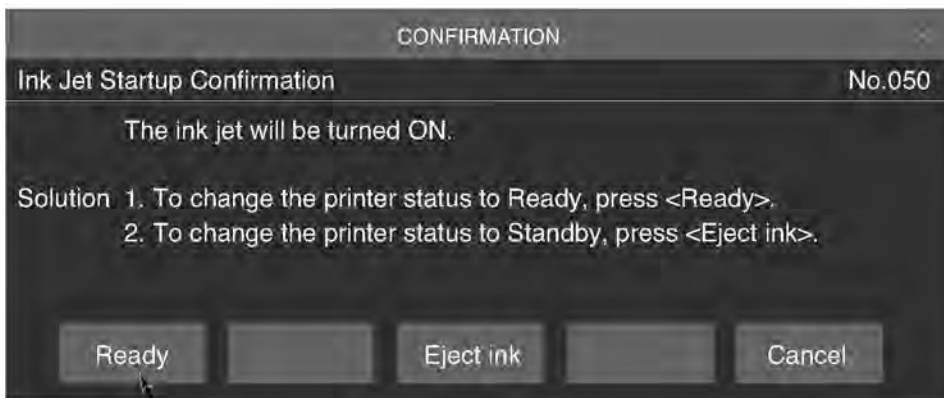 CONFIRMATION
Ink Jet Startup Confirmation No.050
The ink jet will be turned ON.
Solution 1. To change the printer status to Ready, press <Ready>.
2. To change the printer status to Standby, press <Eject ink>.
Ready Eject ink Cancel